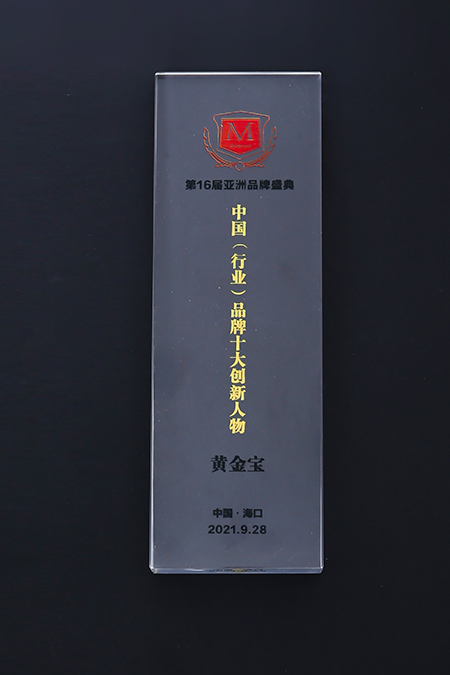 M
第16届亚洲品牌盛典
中国（行业）品牌十大创新人物
黄金宝
中国·海口
2021.9.28